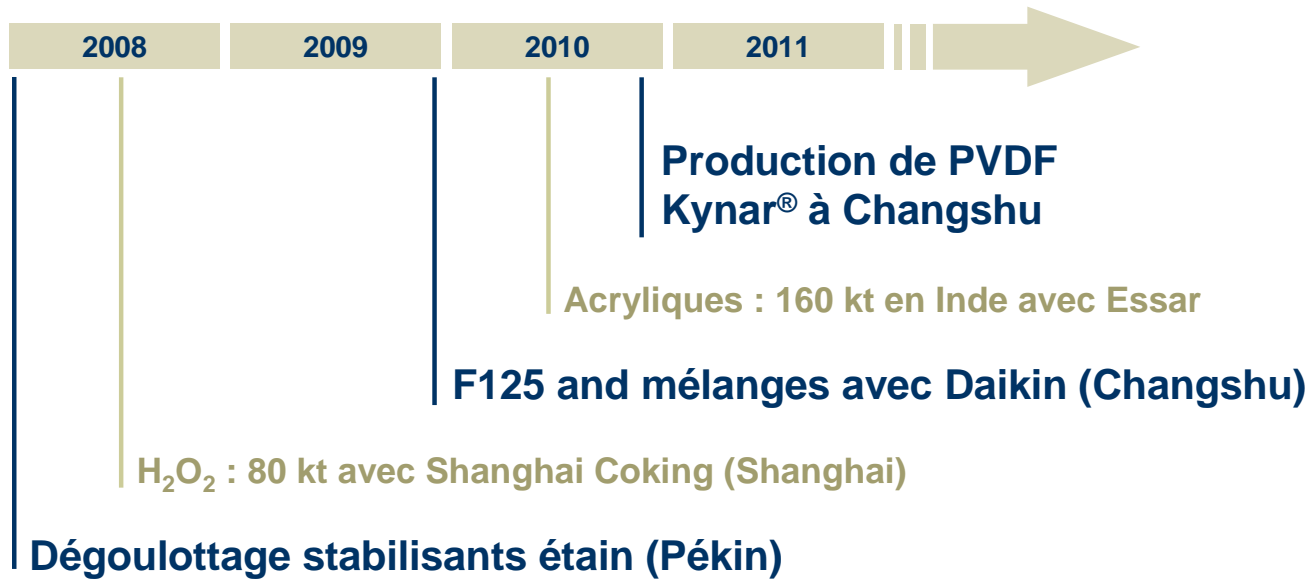 2008 2009 2010 2011
Production de PVDF
Kynar® à Changshu
Acryliques : 160 kt en Inde avec Essar
F125 and mélanges avec Daikin (Changshu)
H₂O₂ : 80 kt avec Shanghai Coking (Shanghai)
Dégoulottage stabilisants étain (Pékin)